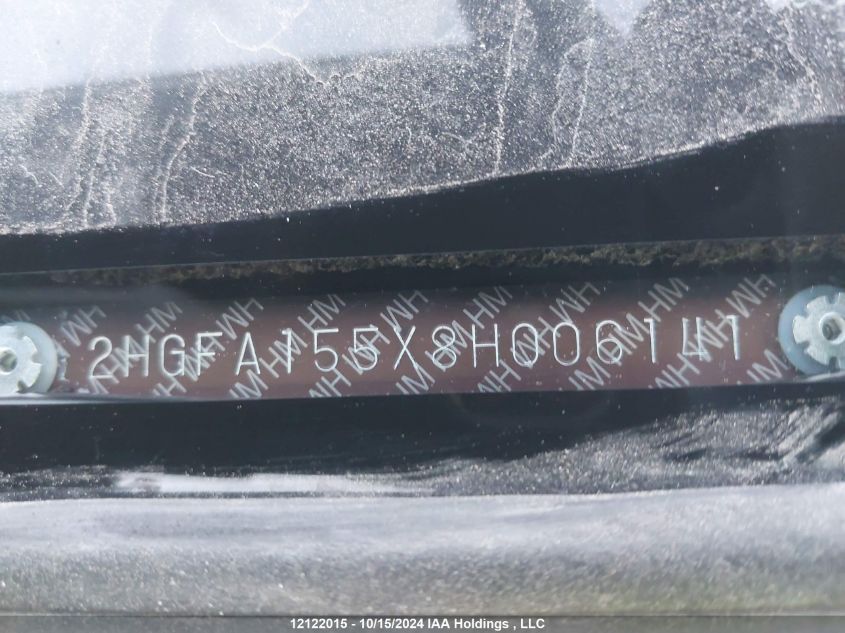 2HGFA155X8H006141
12122015 - 10/15/2024 IAA Holdings , LLC